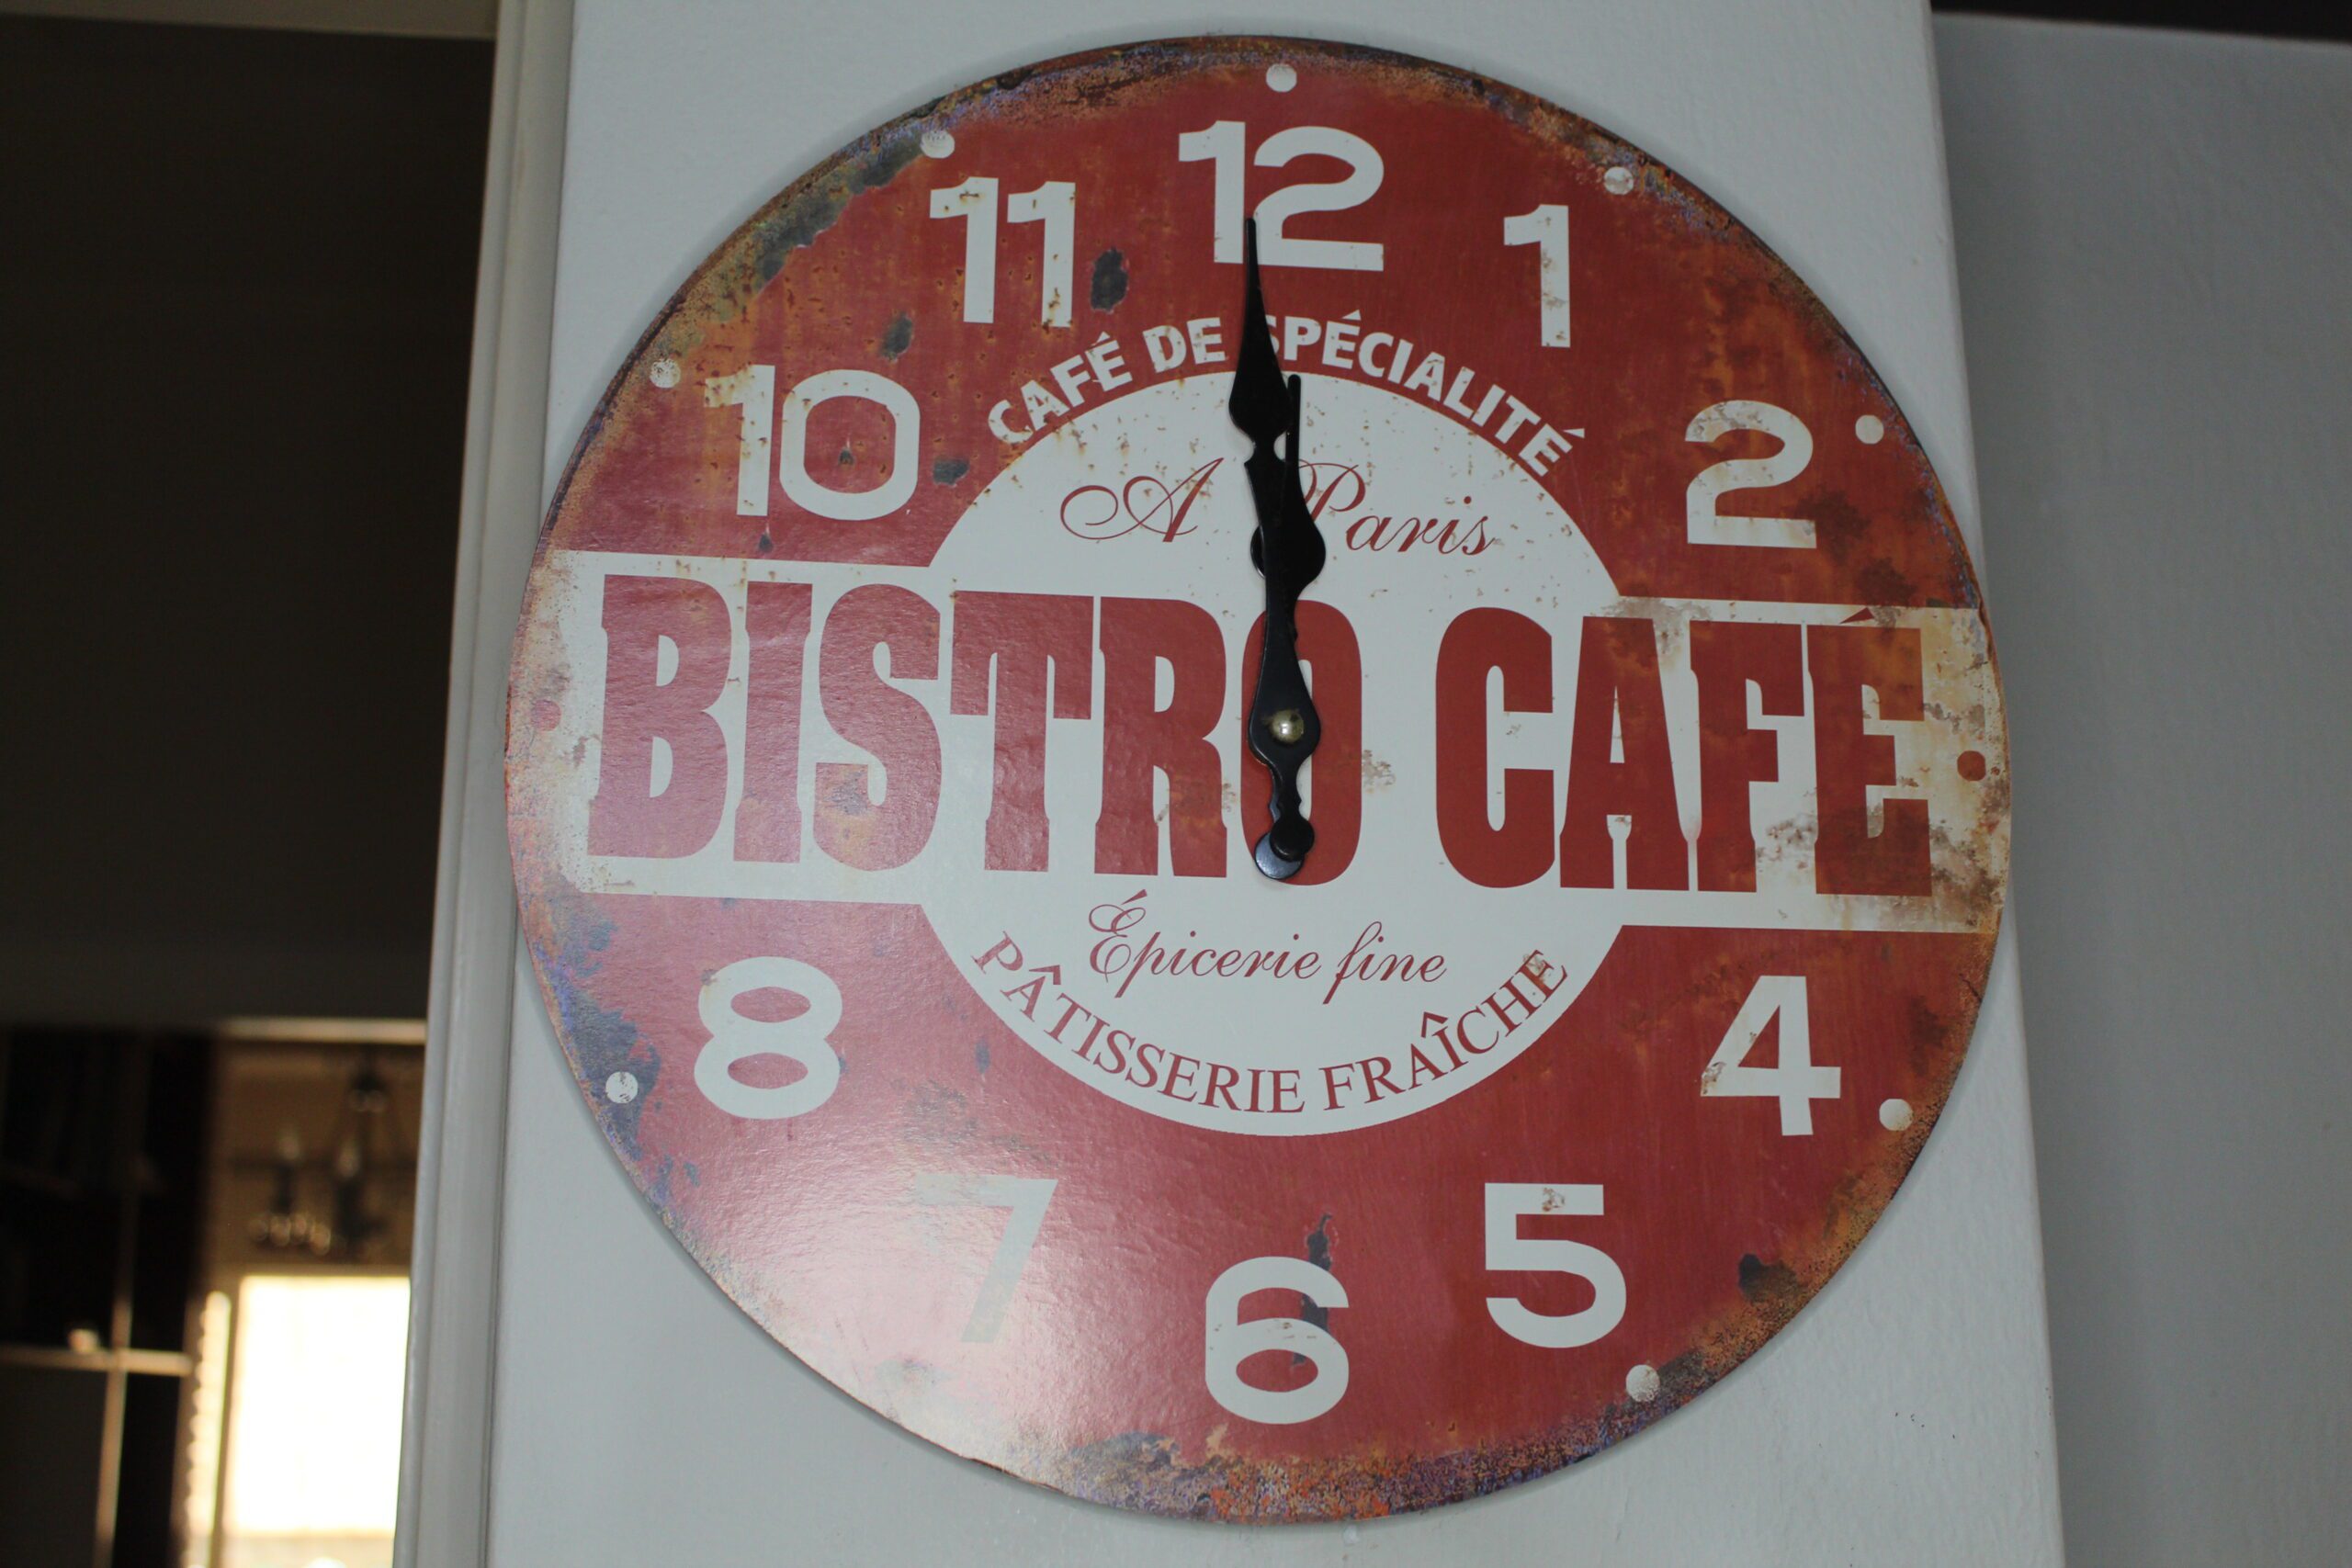 12
11
1
10
2
CAFÉ DE SPÉCIALITÉ
A Paris
BISTRO CAFÉ
Épicerie fine
PÂTISSERIE FRAÎCHE
8
4
7
5
6